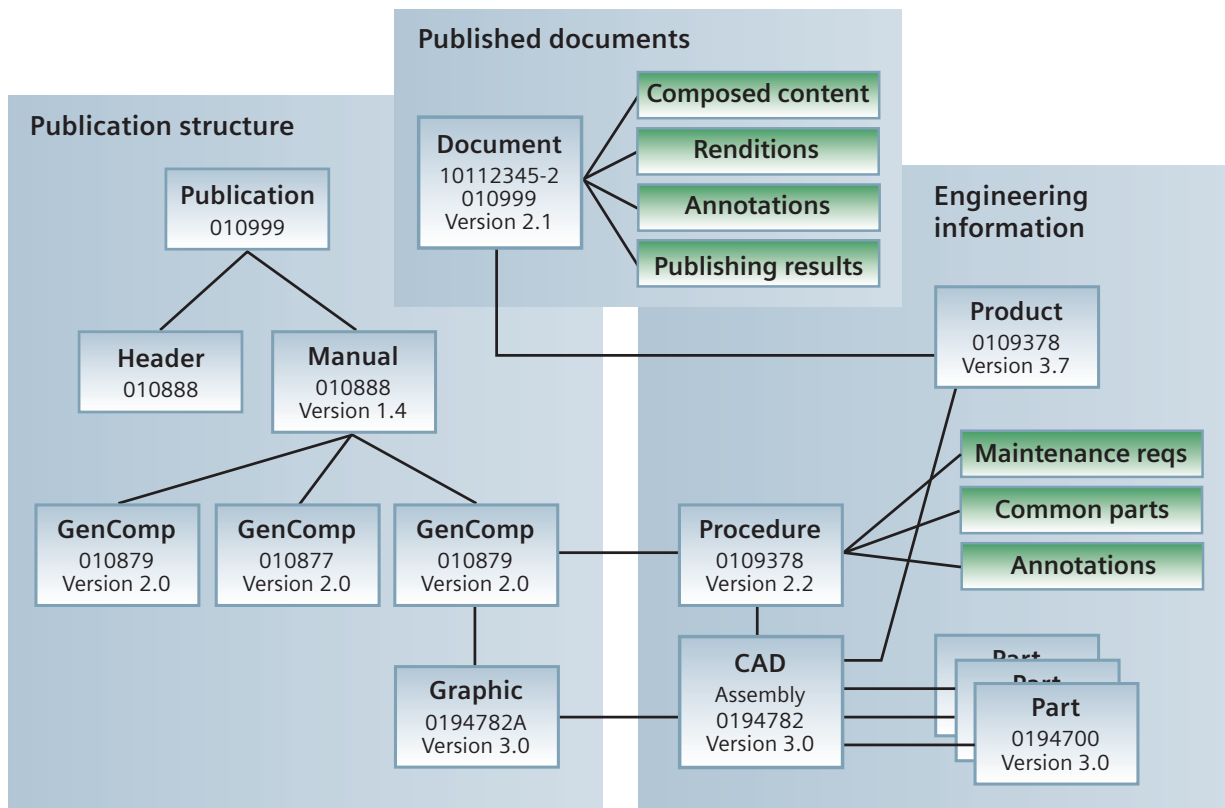 Published documents
Composed content
Renditions
Annotations
Publishing results
Document
10112345-2
010999
Version 2.1
Publication structure
Publication
010999
Header
010888
Manual
010888
Version 1.4
GenComp
010879
Version 2.0
GenComp
010877
Version 2.0
GenComp
010879
Version 2.0
Graphic
0194782A
Version 3.0
Engineering
information
Product
0109378
Version 3.7
Maintenance reqs
Common parts
Annotations
Procedure
0109378
Version 2.2
CAD
Assembly
0194782
Version 3.0
Part
Part
Part
0194700
Version 3.0